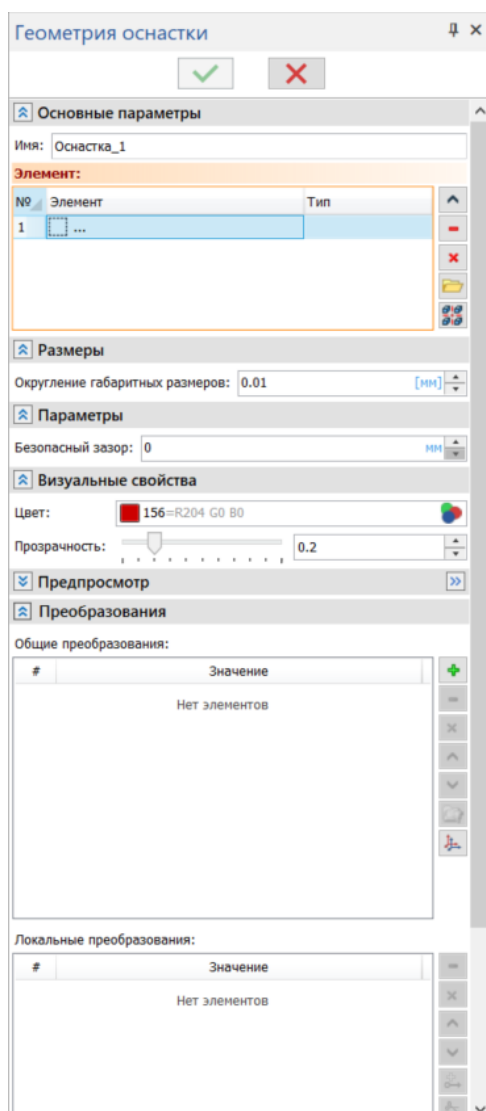 Геометрия оснастки
Основные параметры
Имя: Оснастка_1
Элемент:
№ Элемент Тип
1 ...
Размеры
Округление габаритных размеров: 0.01 [мм]
Параметры
Безопасный зазор: 0 мм
Визуальные свойства
Цвет: 156=R204 G0 B0
Прозрачность: 0.2
Предпросмотр
Преобразования
Общие преобразования:
# Значение
Нет элементов
Локальные преобразования:
# Значение
Нет элементов